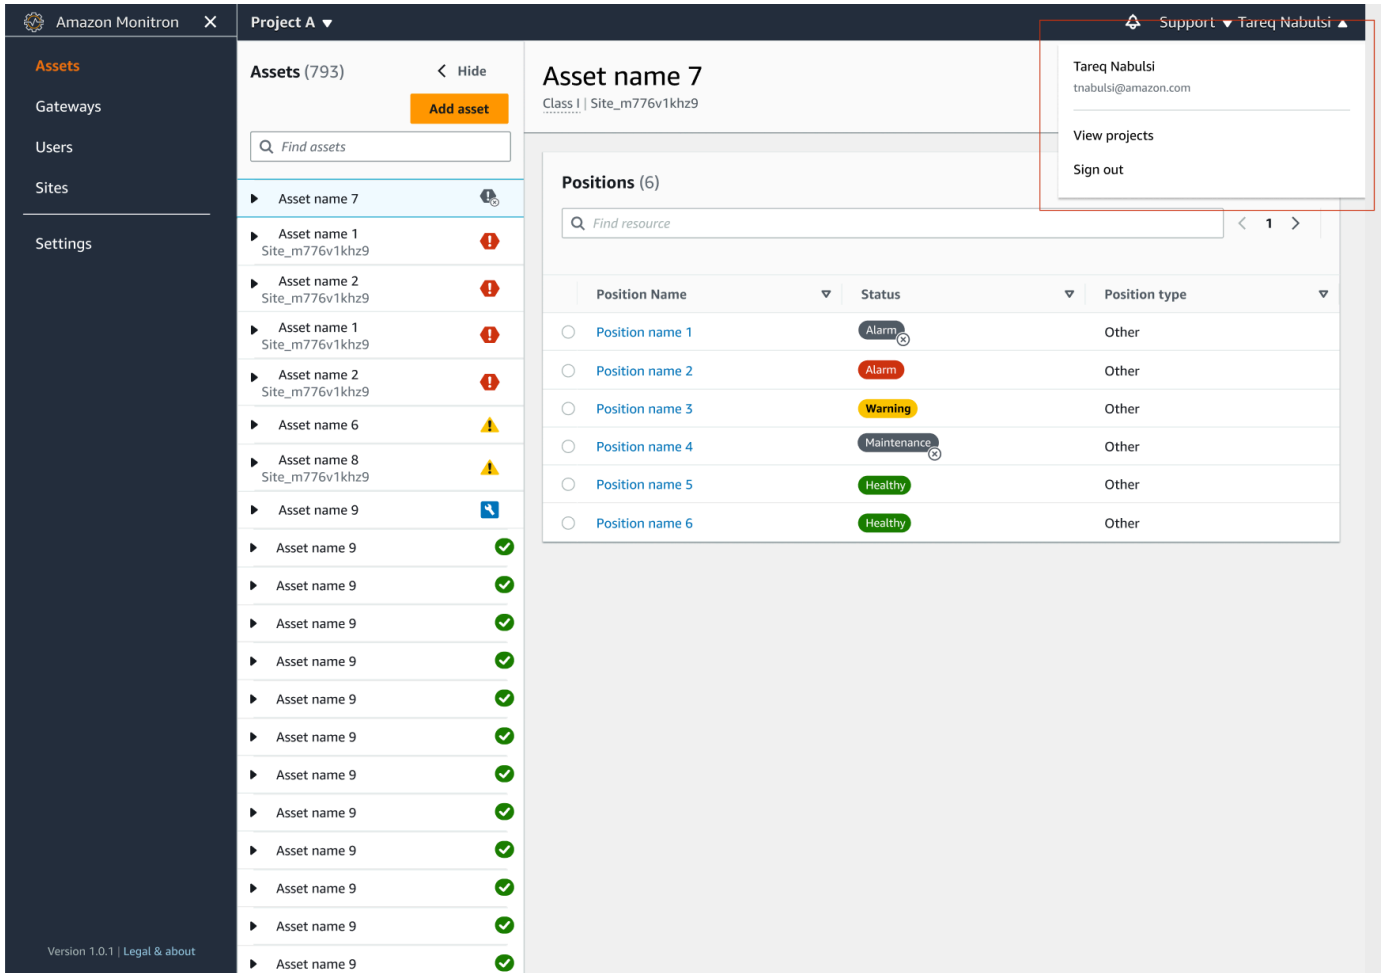 Amazon Monitron
Project A
Support
Tareq Nabulsi
Assets
Gateways
Users
Sites
Settings
Version 1.0.1 | Legal & about
Assets (793)
Hide
Add asset
Find assets
Asset name 7
Asset name 1
Site_m776v1khz9
Asset name 2
Site_m776v1khz9
Asset name 1
Site_m776v1khz9
Asset name 2
Site_m776v1khz9
Asset name 6
Asset name 8
Site_m776v1khz9
Asset name 9
Asset name 9
Asset name 9
Asset name 9
Asset name 9
Asset name 9
Asset name 9
Asset name 9
Asset name 9
Asset name 9
Asset name 9
Asset name 9
Asset name 9
Asset name 7
Class I | Site_m776v1khz9
Tareq Nabulsi
tnabulsi@amazon.com
View projects
Sign out
Positions (6)
Find resource
1
Position Name Status Position type
Position name 1 Alarm Other
Position name 2 Alarm Other
Position name 3 Warning Other
Position name 4 Maintenance Other
Position name 5 Healthy Other
Position name 6 Healthy Other